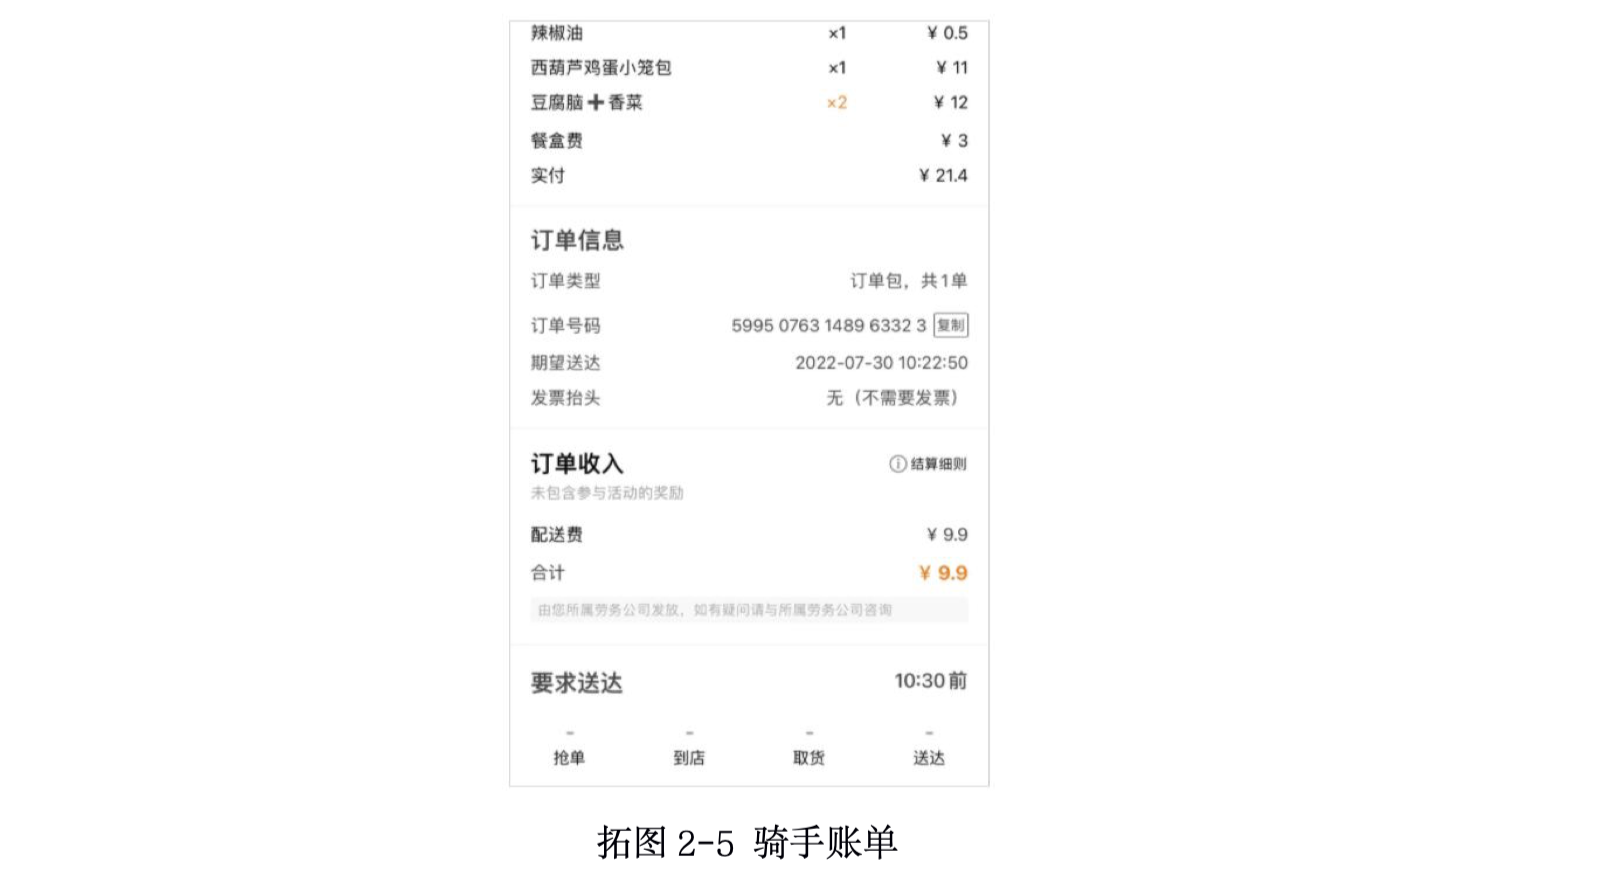 辣椒油 ×1 ¥ 0.5
西葫芦鸡蛋小笼包 ×1 ¥ 11
豆腐脑➕香菜 ×2 ¥ 12
餐盒费 ¥ 3
实付 ¥ 21.4
订单信息
订单类型 订单包，共1单
订单号码 5995 0763 1489 6332 3 复制
期望送达 2022-07-30 10:22:50
发票抬头 无（不需要发票）
订单收入 ⓘ 结算细则
未包含参与活动的奖励
配送费 ¥ 9.9
合计 ¥ 9.9
由您所属劳务公司发放，如有疑问请与所属劳务公司咨询
要求送达 10:30前
- - - -
抢单 到店 取货 送达
拓图 2-5 骑手账单